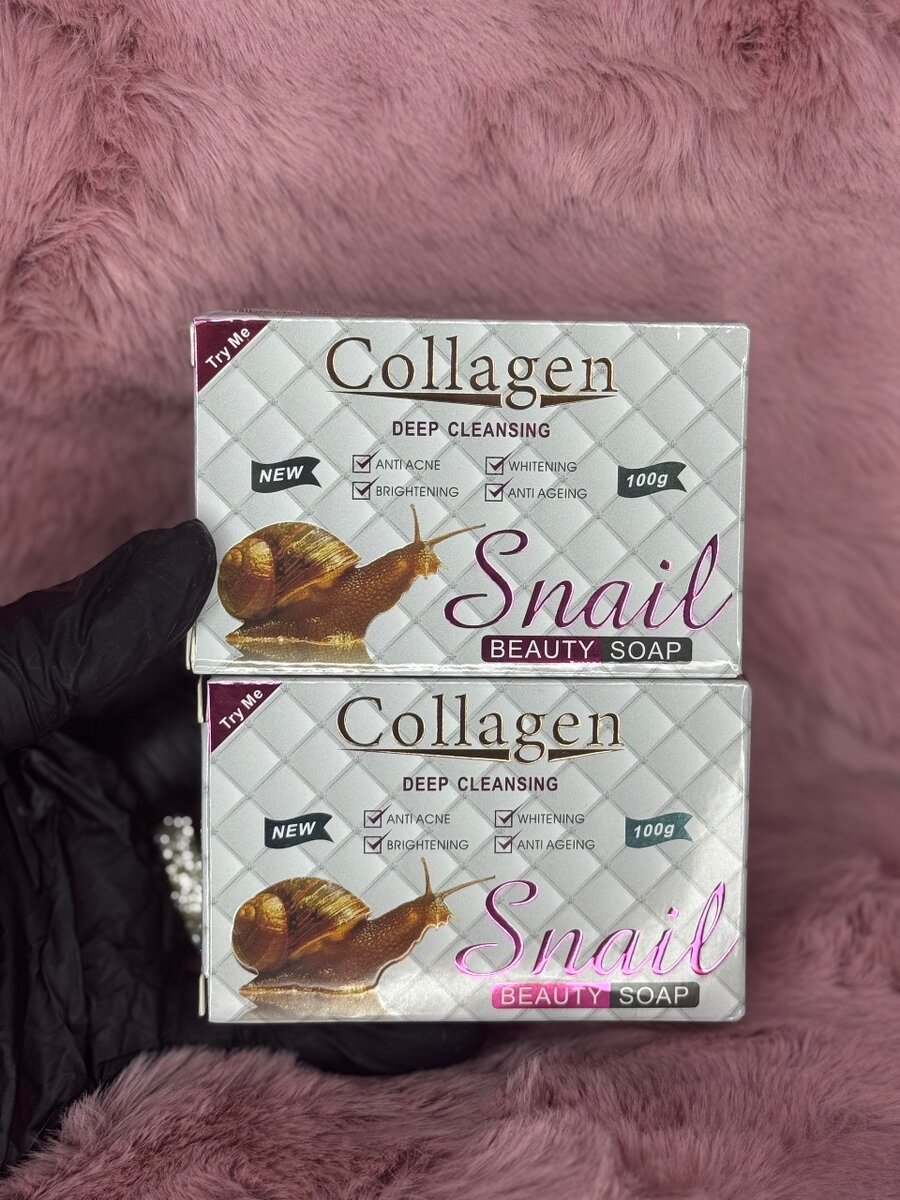 Try Me
Collagen
DEEP CLEANSING
NEW
ANTI ACNE
WHITENING
100g
BRIGHTENING
ANTI AGEING
Snail
BEAUTY SOAP
Try Me
Collagen
DEEP CLEANSING
NEW
ANTI ACNE
WHITENING
100g
BRIGHTENING
ANTI AGEING
Snail
BEAUTY SOAP